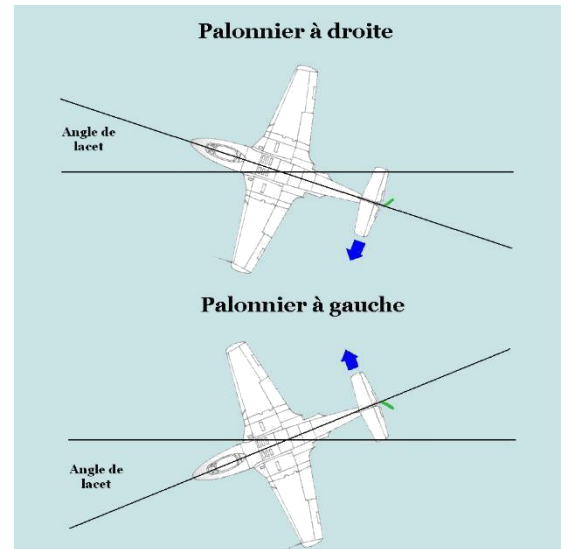 Palonnier à droite
Angle de
lacet
Palonnier à gauche
Angle de
lacet